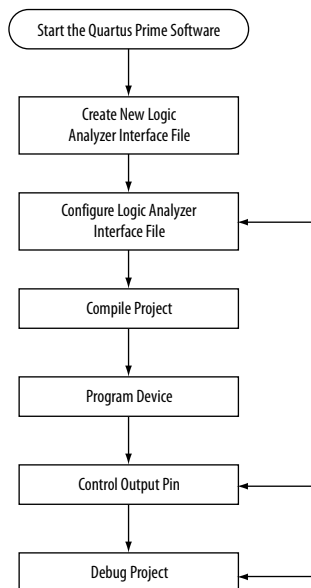 Start the Quartus Prime Software
Create New Logic
Analyzer Interface File
Configure Logic Analyzer
Interface File
Compile Project
Program Device
Control Output Pin
Debug Project